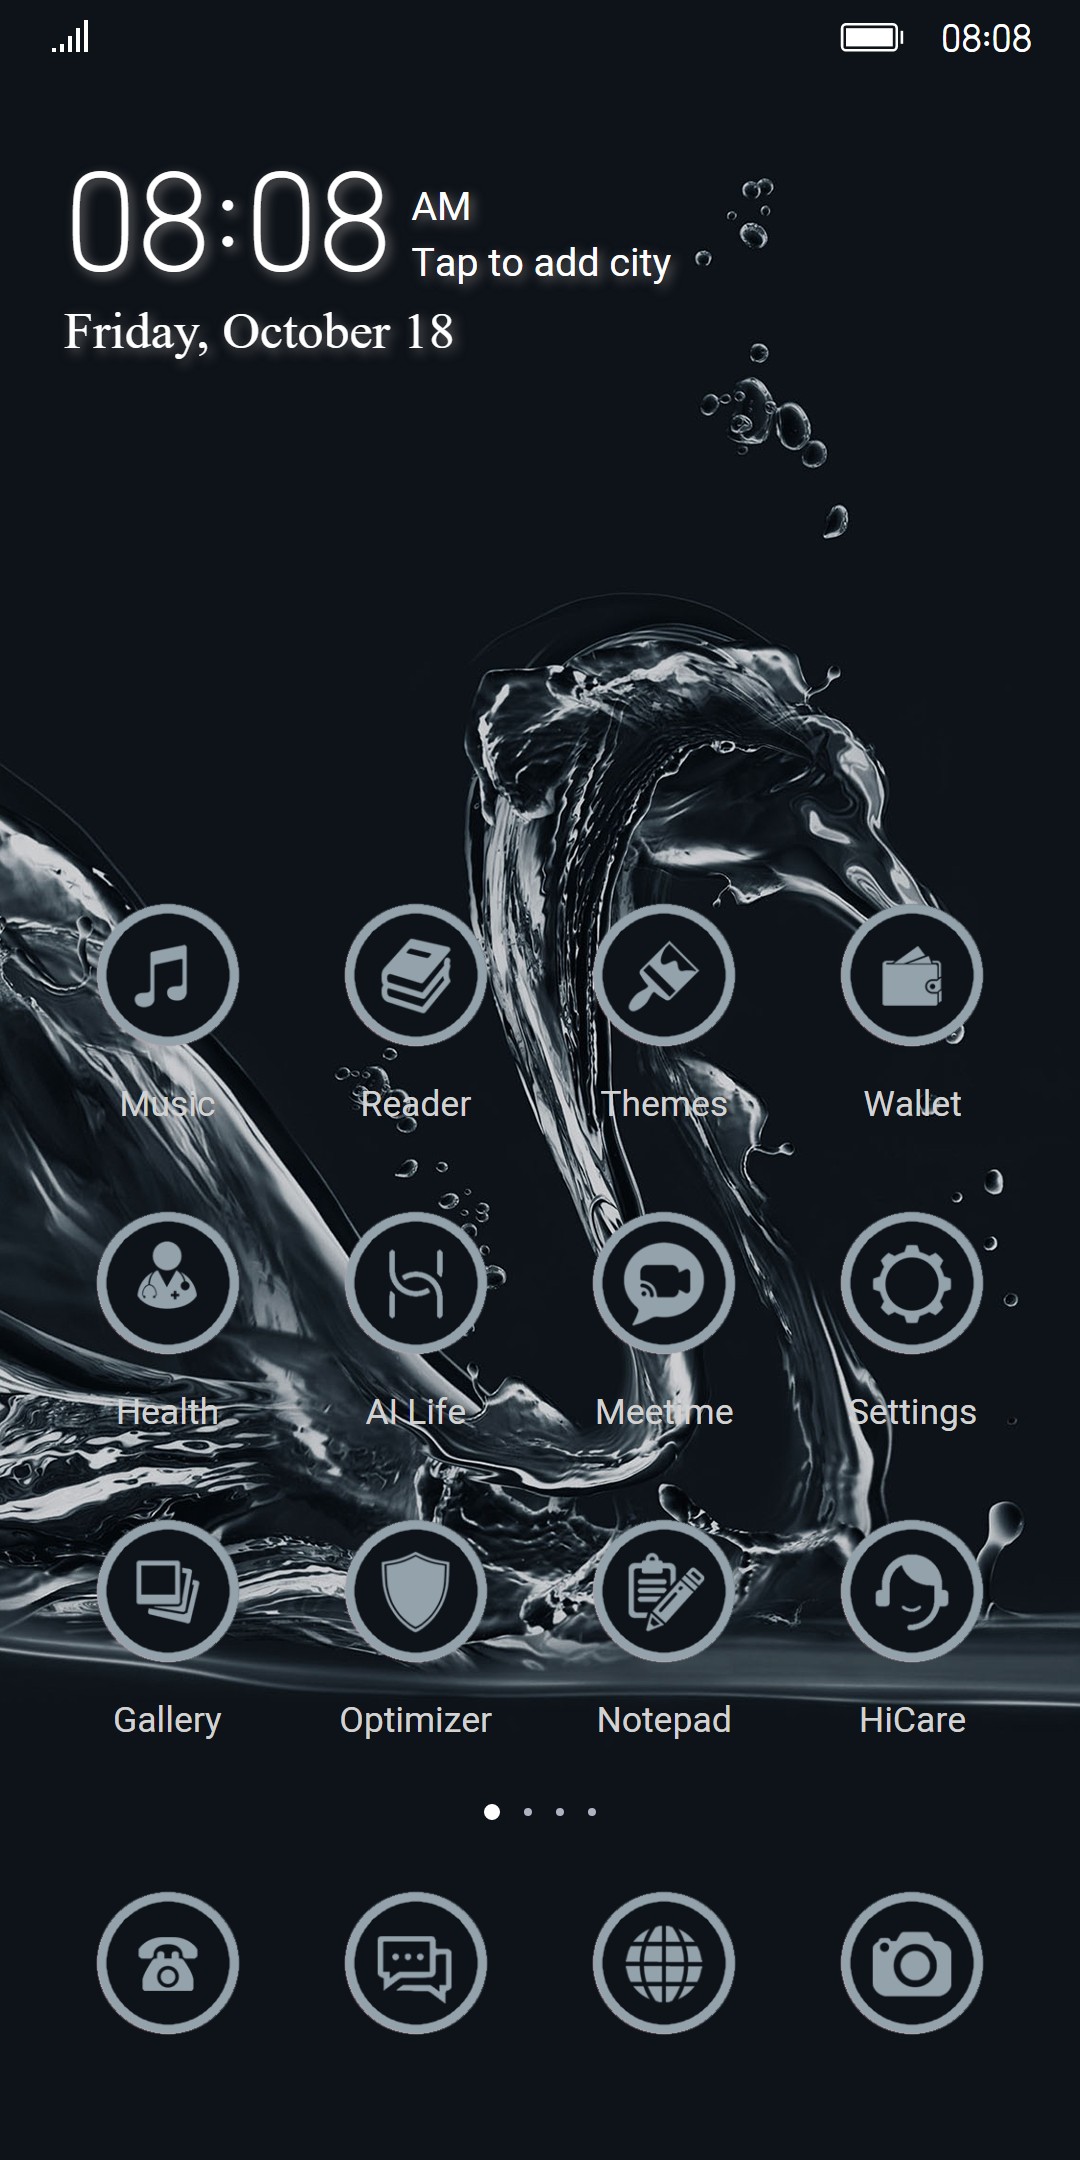 08:08
08:08 AM
Tap to add city
Friday, October 18
Music Reader Themes Wallet
Health AI Life Meetime Settings
Gallery Optimizer Notepad HiCare